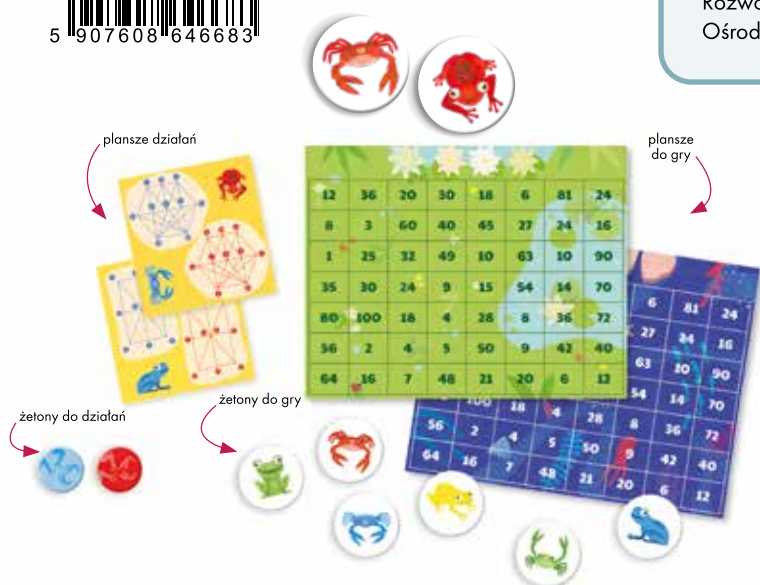 Rozwo
Ośrod
5 907608 646683
plansze działań
plansze
do gry
12 36 20 30 18 6 81 24
8 3 60 40 45 27 24 16
1 25 32 49 10 63 10 90
35 30 24 9 15 54 14 70
80 100 18 4 28 8 36 72
56 2 4 5 50 9 42 40
64 16 7 48 21 20 6 12
6 81 24
27 24 16
63 10 90
54 14 70
100 18 4 28 8 36 72
56 2 4 5 50 9 42 40
64 16 7 48 21 20 6 12
żetony do działań
żetony do gry